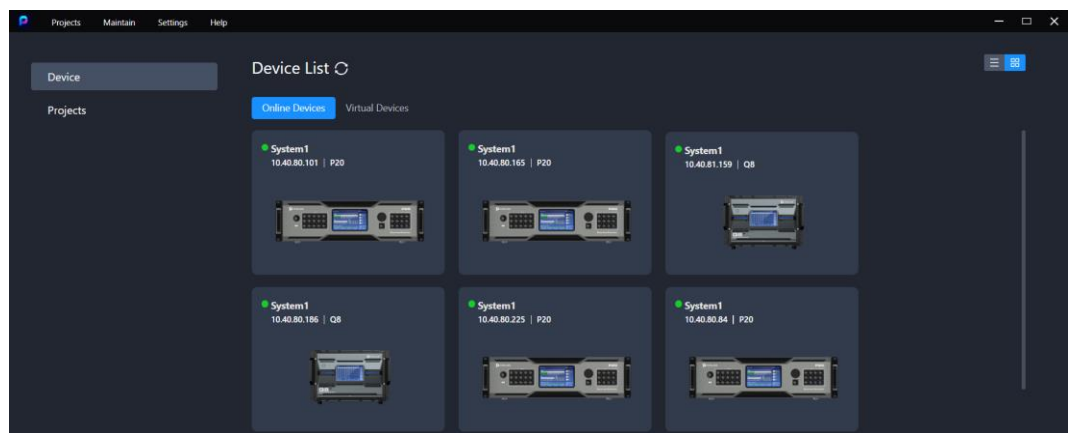 Projects Maintain Settings Help
Device
Projects
Device List
Online Devices Virtual Devices
System1
10.40.80.101 | P20
System1
10.40.80.165 | P20
System1
10.40.81.159 | Q8
System1
10.40.80.186 | Q8
System1
10.40.80.225 | P20
System1
10.40.80.84 | P20